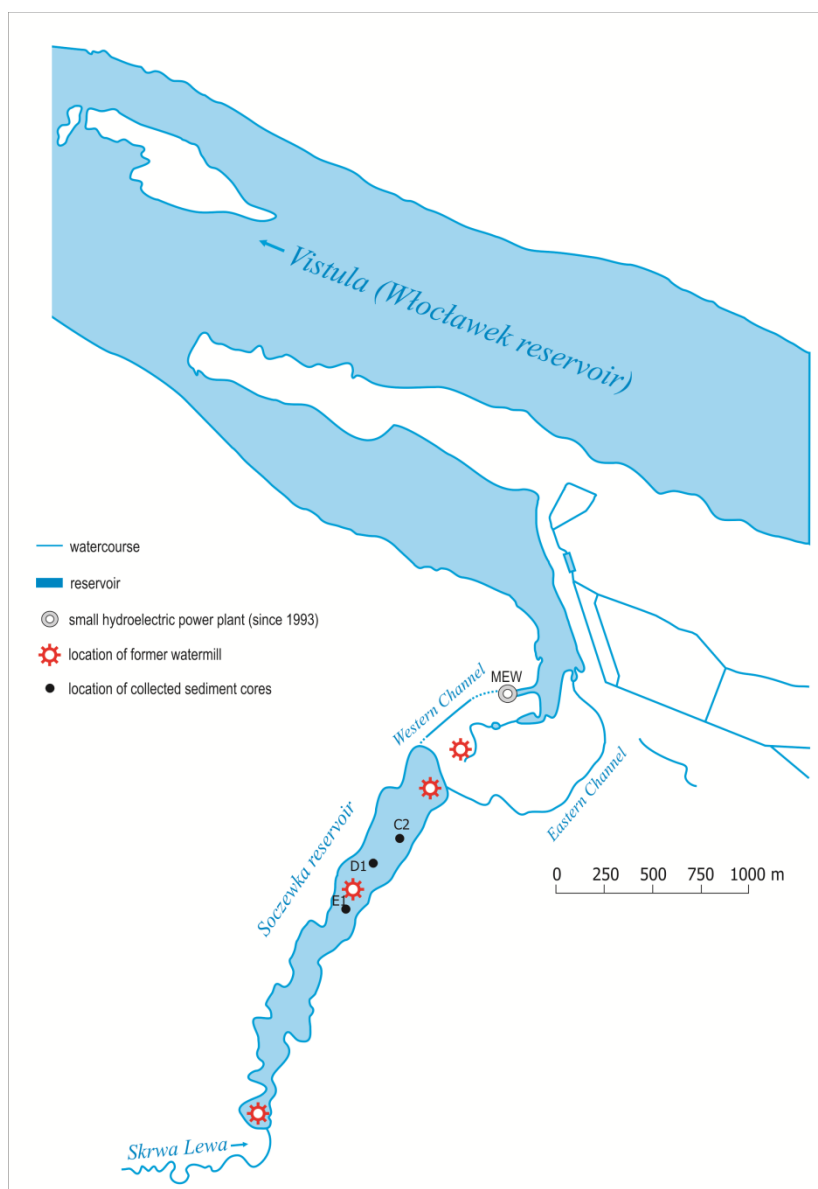 Vistula (Włocławek reservoir)
watercourse
reservoir
small hydroelectric power plant (since 1993)
location of former watermill
location of collected sediment cores
MEW
Western Channel
Eastern Channel
Soczewka reservoir
C2
D1
E1
0 250 500 750 1000 m
Skrwa Lewa